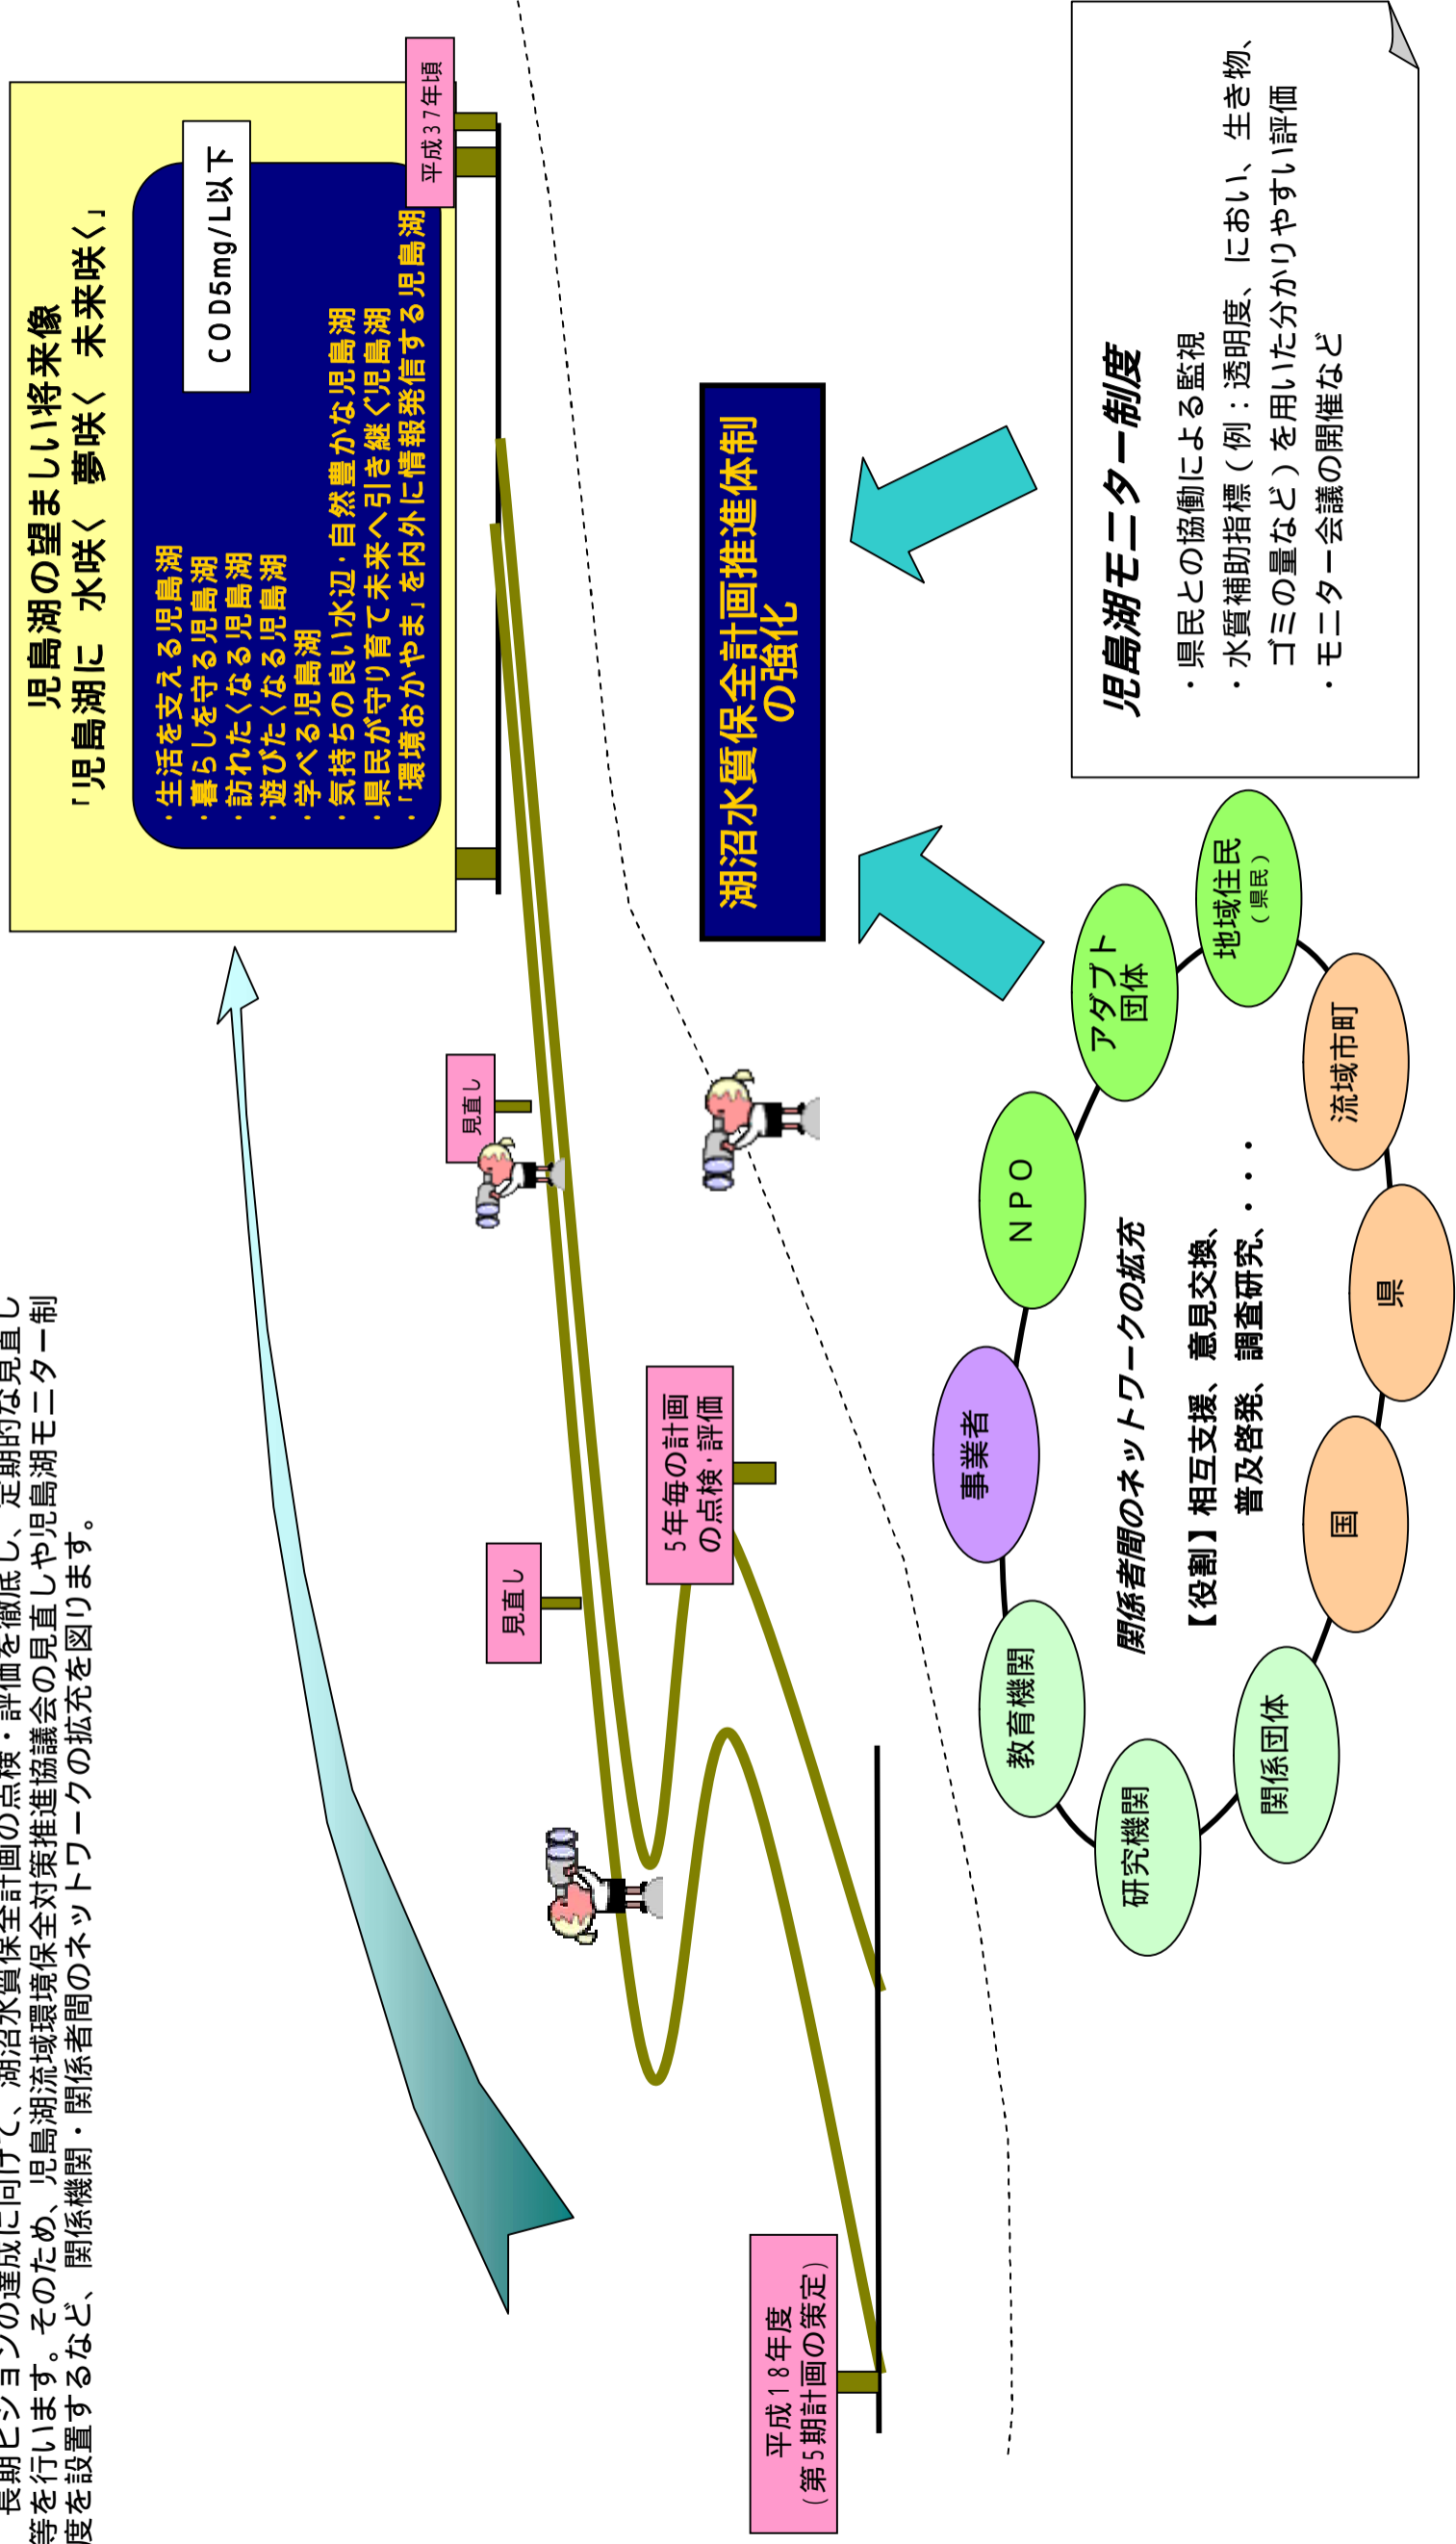 長期ビジョンの達成に向けて、湖沼水質保全計画の点検・評価を徹底し、定期的な見直し
等を行います。そのため、児島湖流域環境保全対策推進協議会の見直しや児島湖モニター制
度を設置するなど、関係機関・関係者間のネットワークの拡充を図ります。
児島湖の望ましい将来像
「児島湖に 水咲く 夢咲く 未来咲く」
COD5mg/L以下
・生活を支える児島湖
・暮らしを守る児島湖
・訪れたくなる児島湖
・遊びたくなる児島湖
・学べる児島湖
・気持ちの良い水辺・自然豊かな児島湖
・県民が守り育て未来へ引き継ぐ児島湖
・「環境おかやま」を内外に情報発信する児島湖
平成37年頃
見直し
見直し
5年毎の計画
の点検・評価
平成18年度
(第5期計画の策定)
湖沼水質保全計画推進体制
の強化
児島湖モニター制度
・県民との協働による監視
・水質補助指標(例:透明度、におい、生き物、
ゴミの量など)を用いた分かりやすい評価
・モニター会議の開催など
事業者
NPO
アダプト
団体
地域住民
(県民)
流域市町
県
国
関係団体
研究機関
教育機関
関係者間のネットワークの拡充
【役割】相互支援、意見交換、
普及啓発、調査研究、・・・